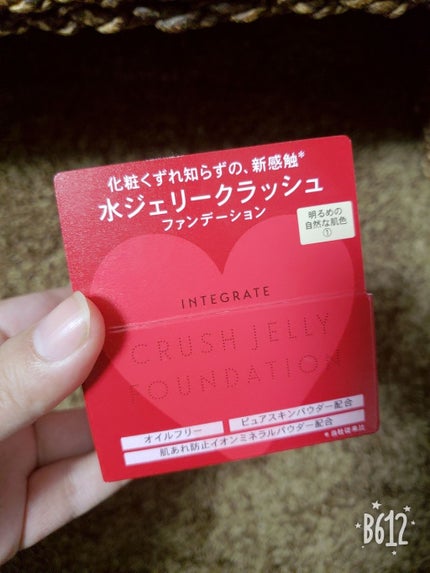 化粧くずれ知らずの、新感触*
水ジェリークラッシュ
ファンデーション
明るめの
自然な肌色
①
INTEGRATE
CRUSH JELLY
FOUNDATION
オイルフリー
ピュアスキンパウダー配合
肌あれ防止イオンミネラルパウダー配合
*当社従来比
B612